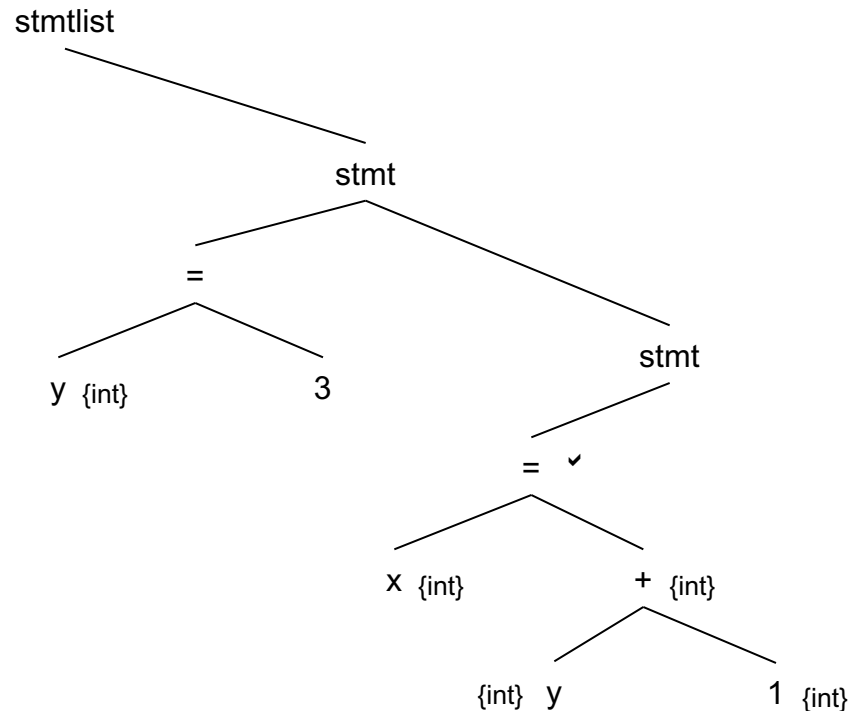 stmtlist
stmt
=
stmt
y {int} 3
= ✔
x {int} + {int}
{int} y 1 {int}